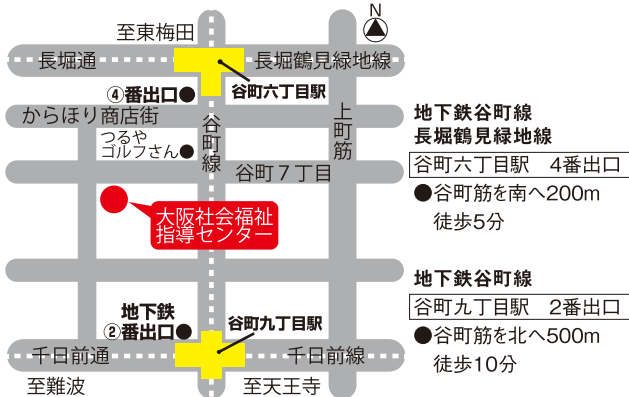 N
至東梅田
長堀通
長堀鶴見緑地線
④番出口●
谷町六丁目駅
からほり商店街
つるや
ゴルフさん●
谷町線
上町筋
谷町7丁目
大阪社会福祉
指導センター
地下鉄
②番出口●
谷町九丁目駅
千日前通
千日前線
至難波
至天王寺
地下鉄谷町線
長堀鶴見緑地線
谷町六丁目駅 4番出口
●谷町筋を南へ200m
徒歩5分
地下鉄谷町線
谷町九丁目駅 2番出口
●谷町筋を北へ500m
徒歩10分